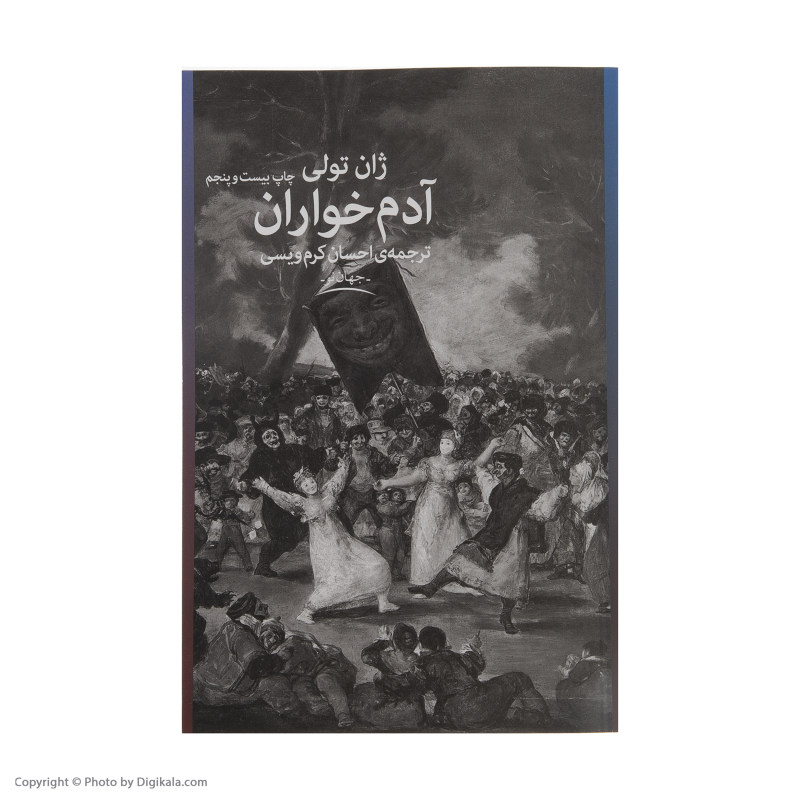 ژان تولی
چاپ بیست‌و‌پنجم
آدم‌خواران
ترجمه‌ی احسان کرم‌ویسی
-جهان‌نو-
Copyright © Photo by Digikala.com